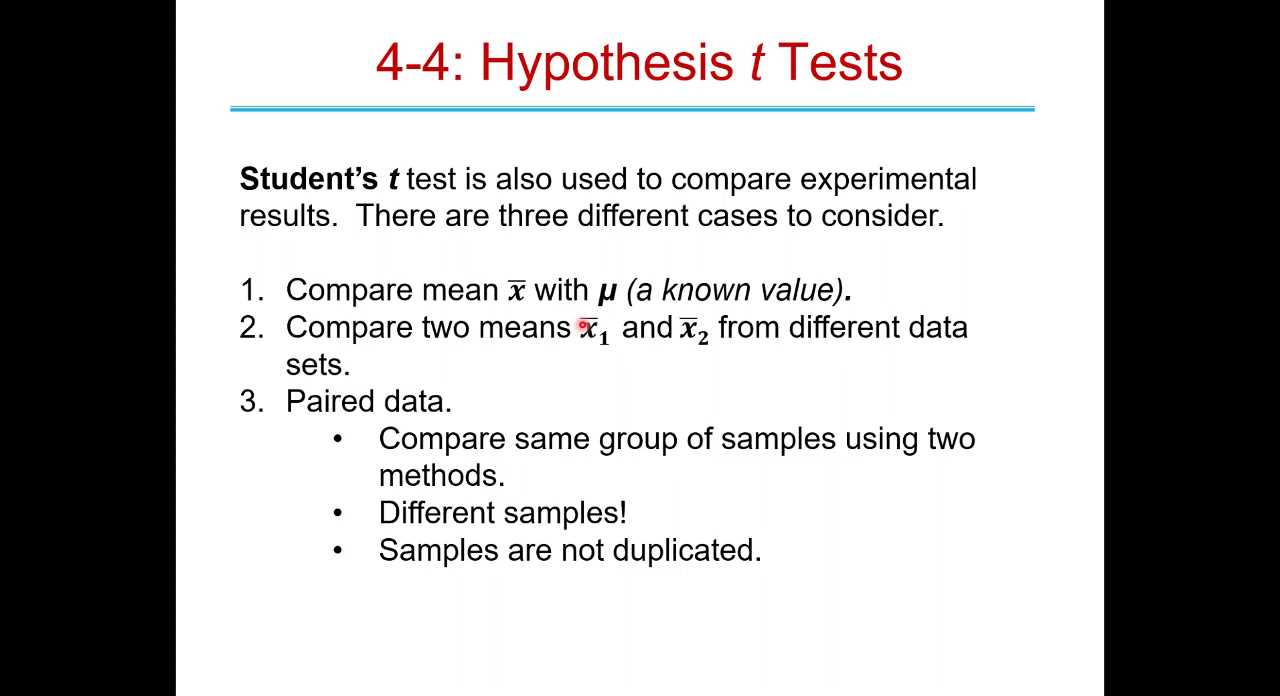 4-4: Hypothesis t Tests
Student’s t test is also used to compare experimental
results. There are three different cases to consider.
1. Compare mean x̅ with μ (a known value).
2. Compare two means x̅₁ and x̅₂ from different data
sets.
3. Paired data.
• Compare same group of samples using two
methods.
• Different samples!
• Samples are not duplicated.